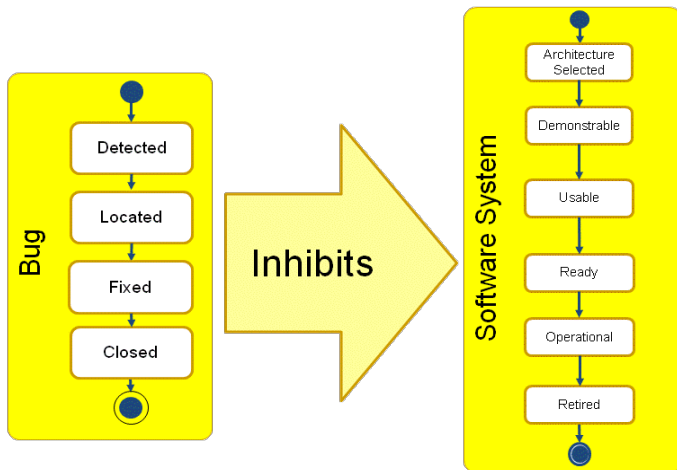 Bug
Detected
Located
Fixed
Closed
Inhibits
Software System
Architecture
Selected
Demonstrable
Usable
Ready
Operational
Retired